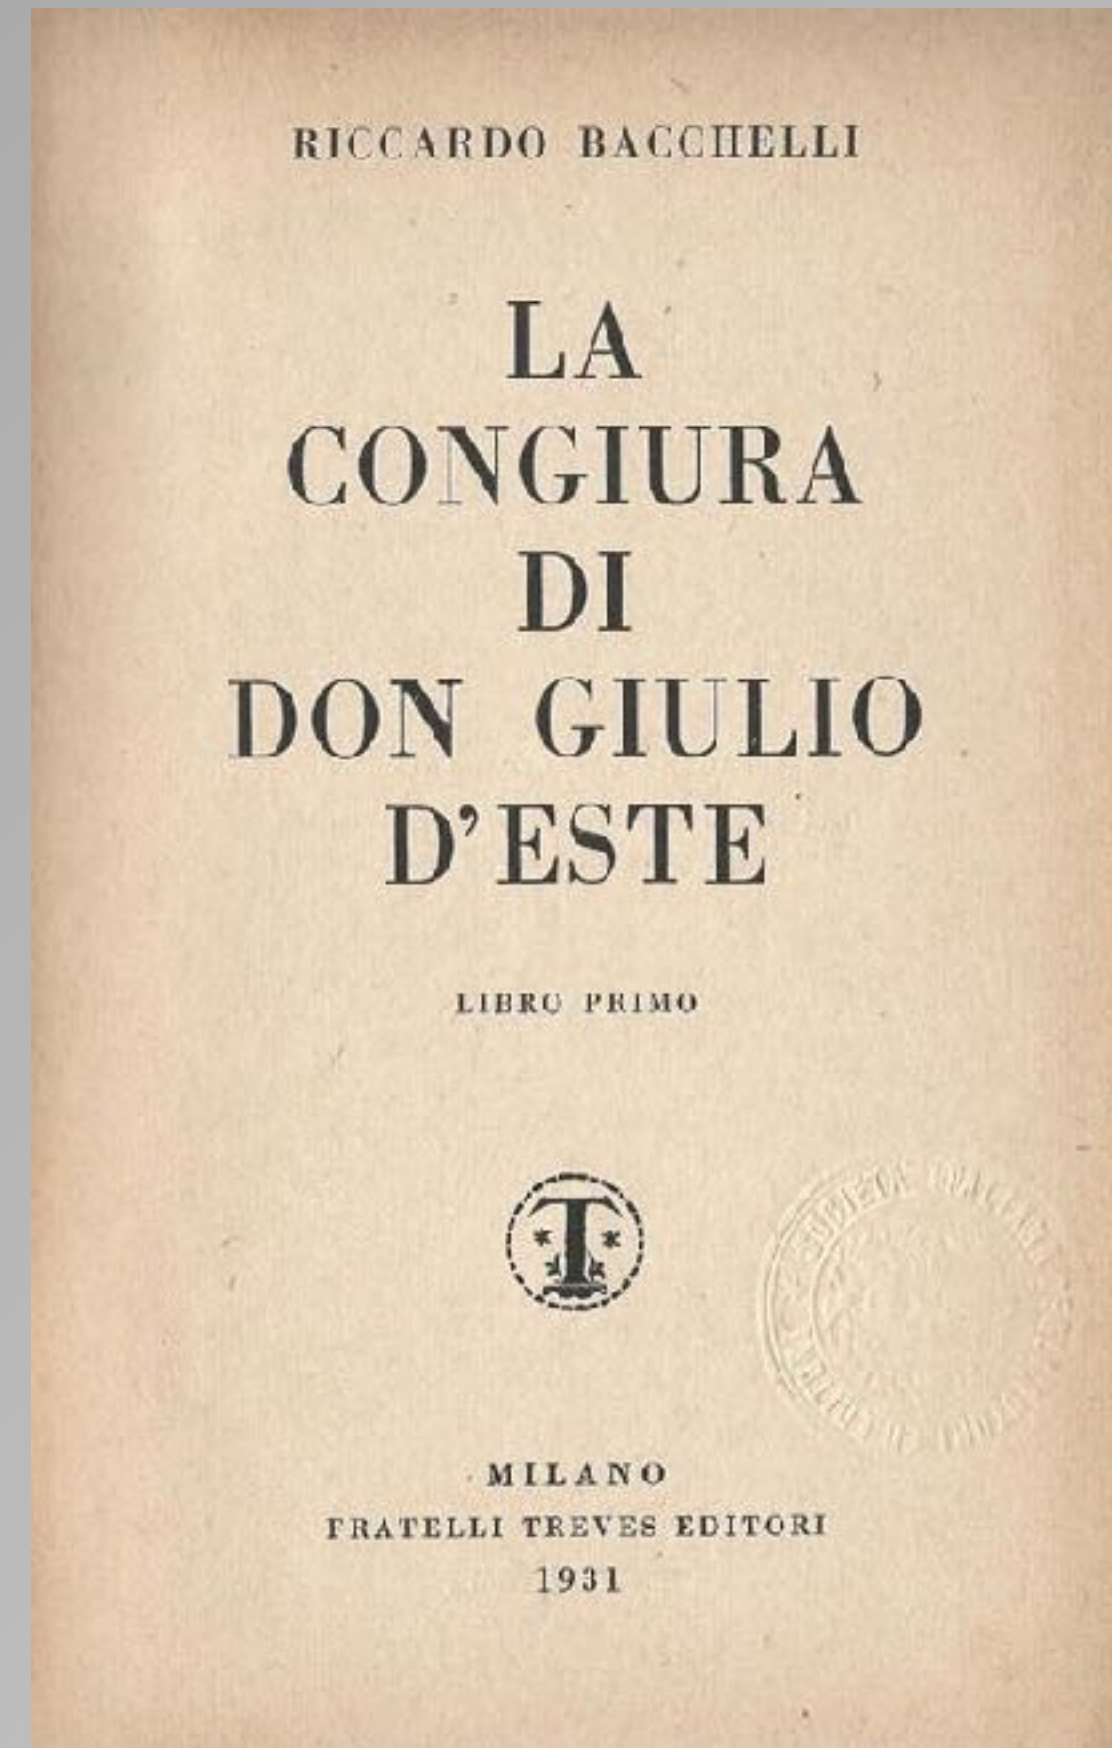 RICCARDO BACCHELLI
LA
CONGIURA
DI
DON GIULIO
D'ESTE
LIBRO PRIMO
T
MILANO
FRATELLI TREVES EDITORI
1931